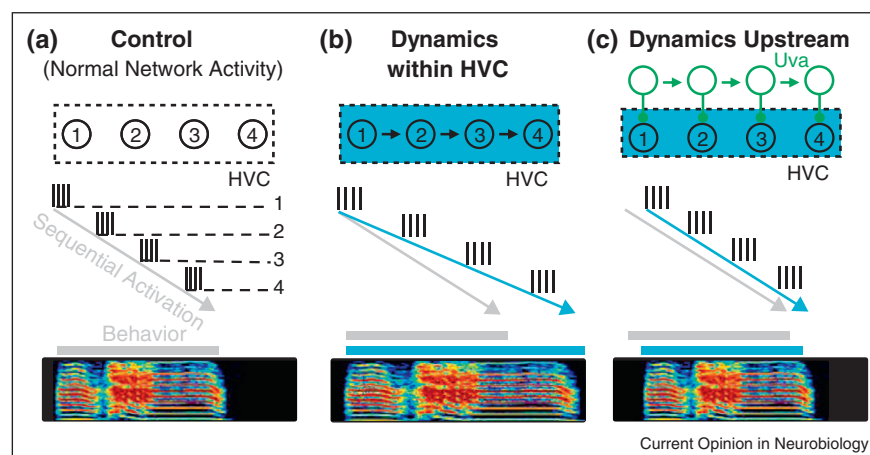 (a) Control
(Normal Network Activity)
1 2 3 4
HVC
1
2
3
4
Sequential Activation
Behavior
(b) Dynamics
within HVC
1 2 3 4
HVC
(c) Dynamics Upstream
Uva
1 2 3 4
HVC
Current Opinion in Neurobiology